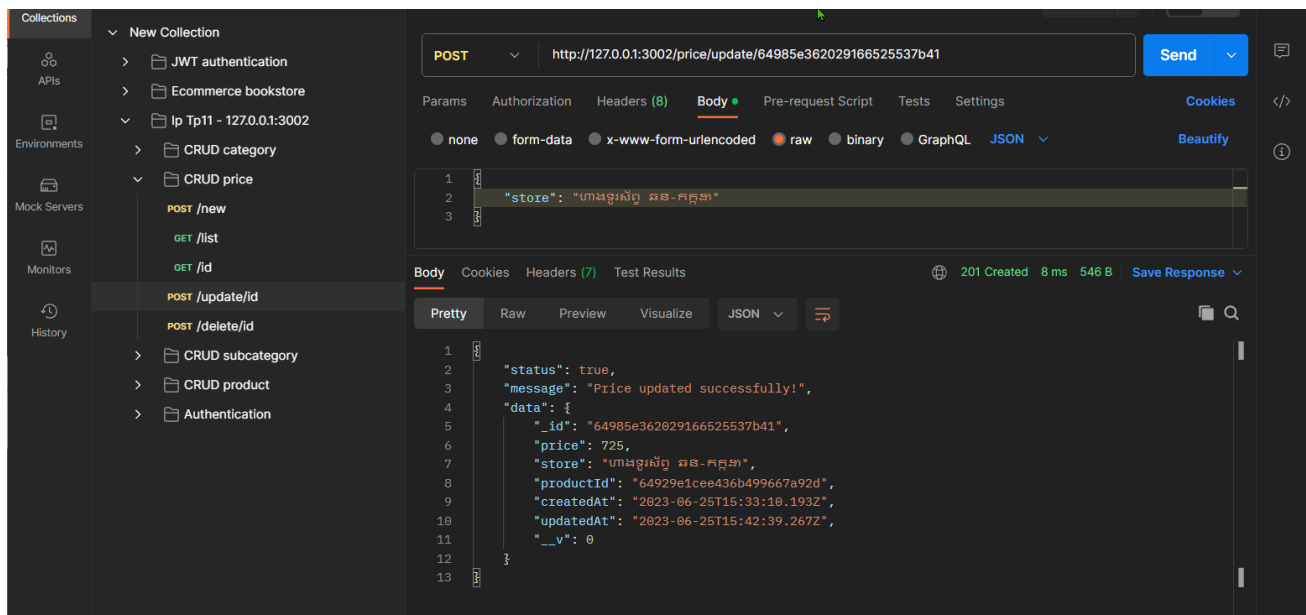 Collections
APIs
Environments
Mock Servers
Monitors
History
New Collection
JWT authentication
Ecommerce bookstore
Ip Tp11 - 127.0.0.1:3002
CRUD category
CRUD price
POST /new
GET /list
GET /id
POST /update/id
POST /delete/id
CRUD subcategory
CRUD product
Authentication
POST http://127.0.0.1:3002/price/update/64985e362029166525537b41 Send
Params Authorization Headers (8) Body Pre-request Script Tests Settings Cookies
none form-data x-www-form-urlencoded raw binary GraphQL JSON Beautify
1 {
2 "store": "ហាងទូរស័ព្ទ ឆន-កក្កដា"
3 }
Body Cookies Headers (7) Test Results 201 Created 8 ms 546 B Save Response
Pretty Raw Preview Visualize JSON
1 {
2 "status": true,
3 "message": "Price updated successfully!",
4 "data": {
5 "_id": "64985e362029166525537b41",
6 "price": 725,
7 "store": "ហាងទូរស័ព្ទ ឆន-កក្កដា",
8 "productId": "64929e1cee436b499667a92d",
9 "createdAt": "2023-06-25T15:33:10.193Z",
10 "updatedAt": "2023-06-25T15:42:39.267Z",
11 "__v": 0
12 }
13 }